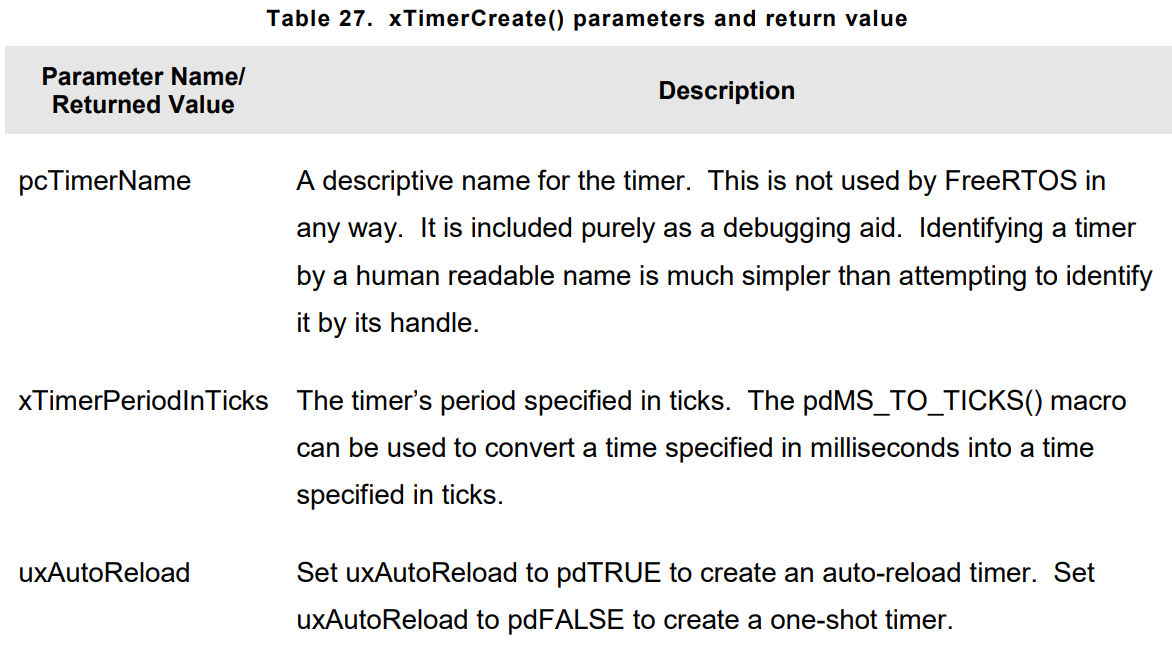 Table 27. xTimerCreate() parameters and return value
Parameter Name/
Returned Value
Description
pcTimerName
A descriptive name for the timer. This is not used by FreeRTOS in
any way. It is included purely as a debugging aid. Identifying a timer
by a human readable name is much simpler than attempting to identify
it by its handle.
xTimerPeriodInTicks
The timer’s period specified in ticks. The pdMS_TO_TICKS() macro
can be used to convert a time specified in milliseconds into a time
specified in ticks.
uxAutoReload
Set uxAutoReload to pdTRUE to create an auto-reload timer. Set
uxAutoReload to pdFALSE to create a one-shot timer.